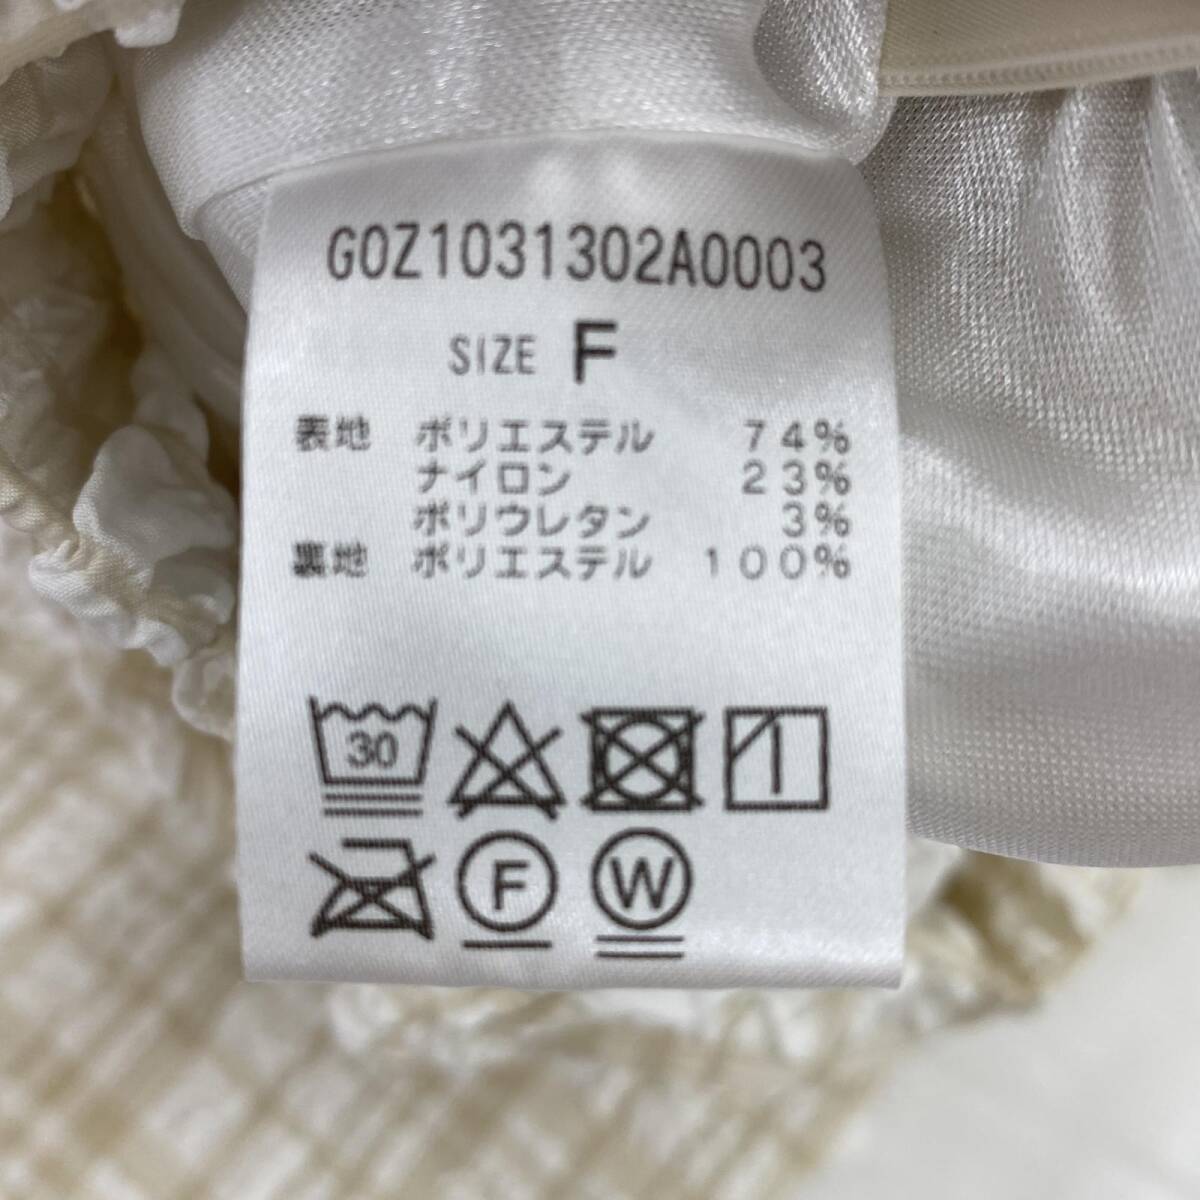 G0Z1031302A0003
SIZE F
表地 ポリエステル 74%
ナイロン 23%
ポリウレタン 3%
裏地 ポリエステル 100%
30
F W